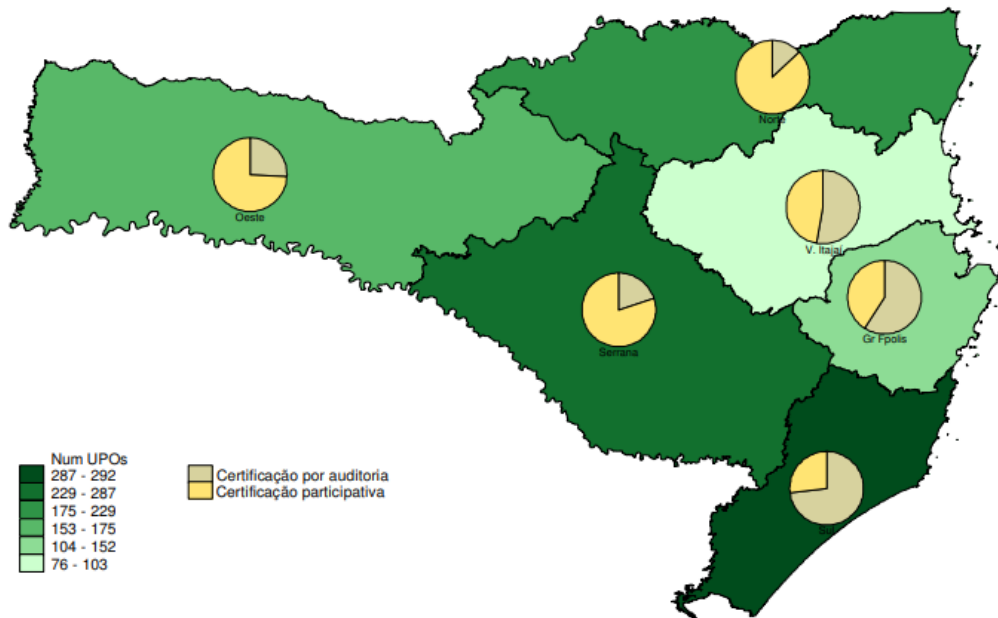 Norte
Oeste
V. Itajaí
Gr Fpolis
Serrana
Sul
Num UPOs
287 - 292
229 - 287
175 - 229
153 - 175
104 - 152
76 - 103
Certificação por auditoria
Certificação participativa